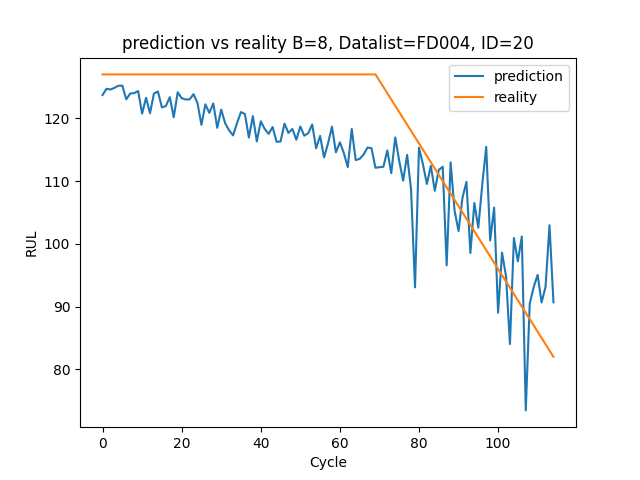 prediction vs reality B=8, Datalist=FD004, ID=20
prediction
reality
RUL
120
110
100
90
80
0 20 40 60 80 100
Cycle